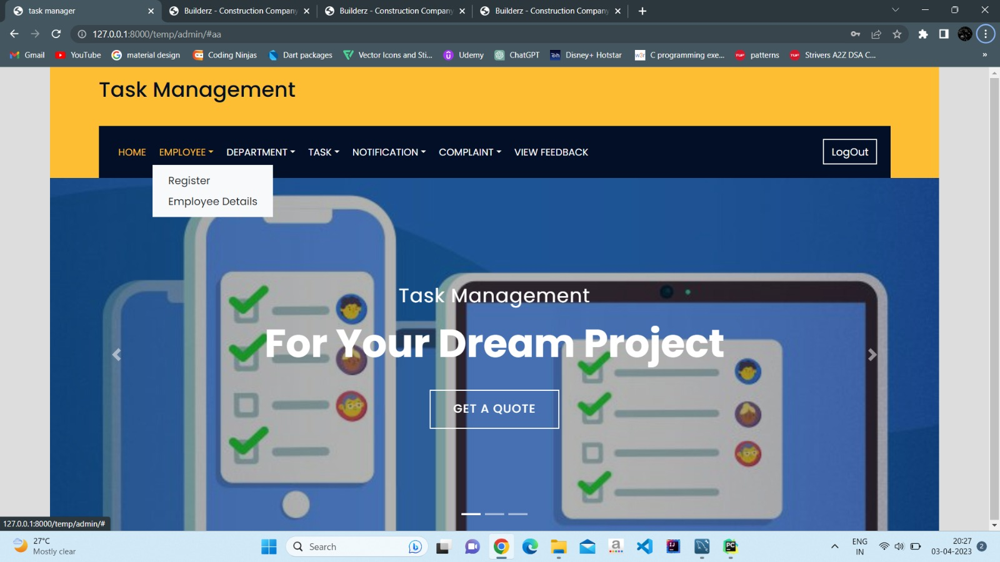 task manager
Builderz - Construction Company
Builderz - Construction Company
Builderz - Construction Company
127.0.0.1:8000/temp/admin/#aa
Gmail
YouTube
material design
Coding Ninjas
Dart packages
Vector Icons and Sti...
Udemy
ChatGPT
Disney+ Hotstar
C programming exe...
patterns
Strivers A2Z DSA C...
»
Task Management
HOME
EMPLOYEE
DEPARTMENT
TASK
NOTIFICATION
COMPLAINT
VIEW FEEDBACK
LogOut
Register
Employee Details
Task Management
For Your Dream Project
GET A QUOTE
127.0.0.1:8000/temp/admin/#
27°C
Mostly clear
Search
ENG
IN
20:27
03-04-2023
2